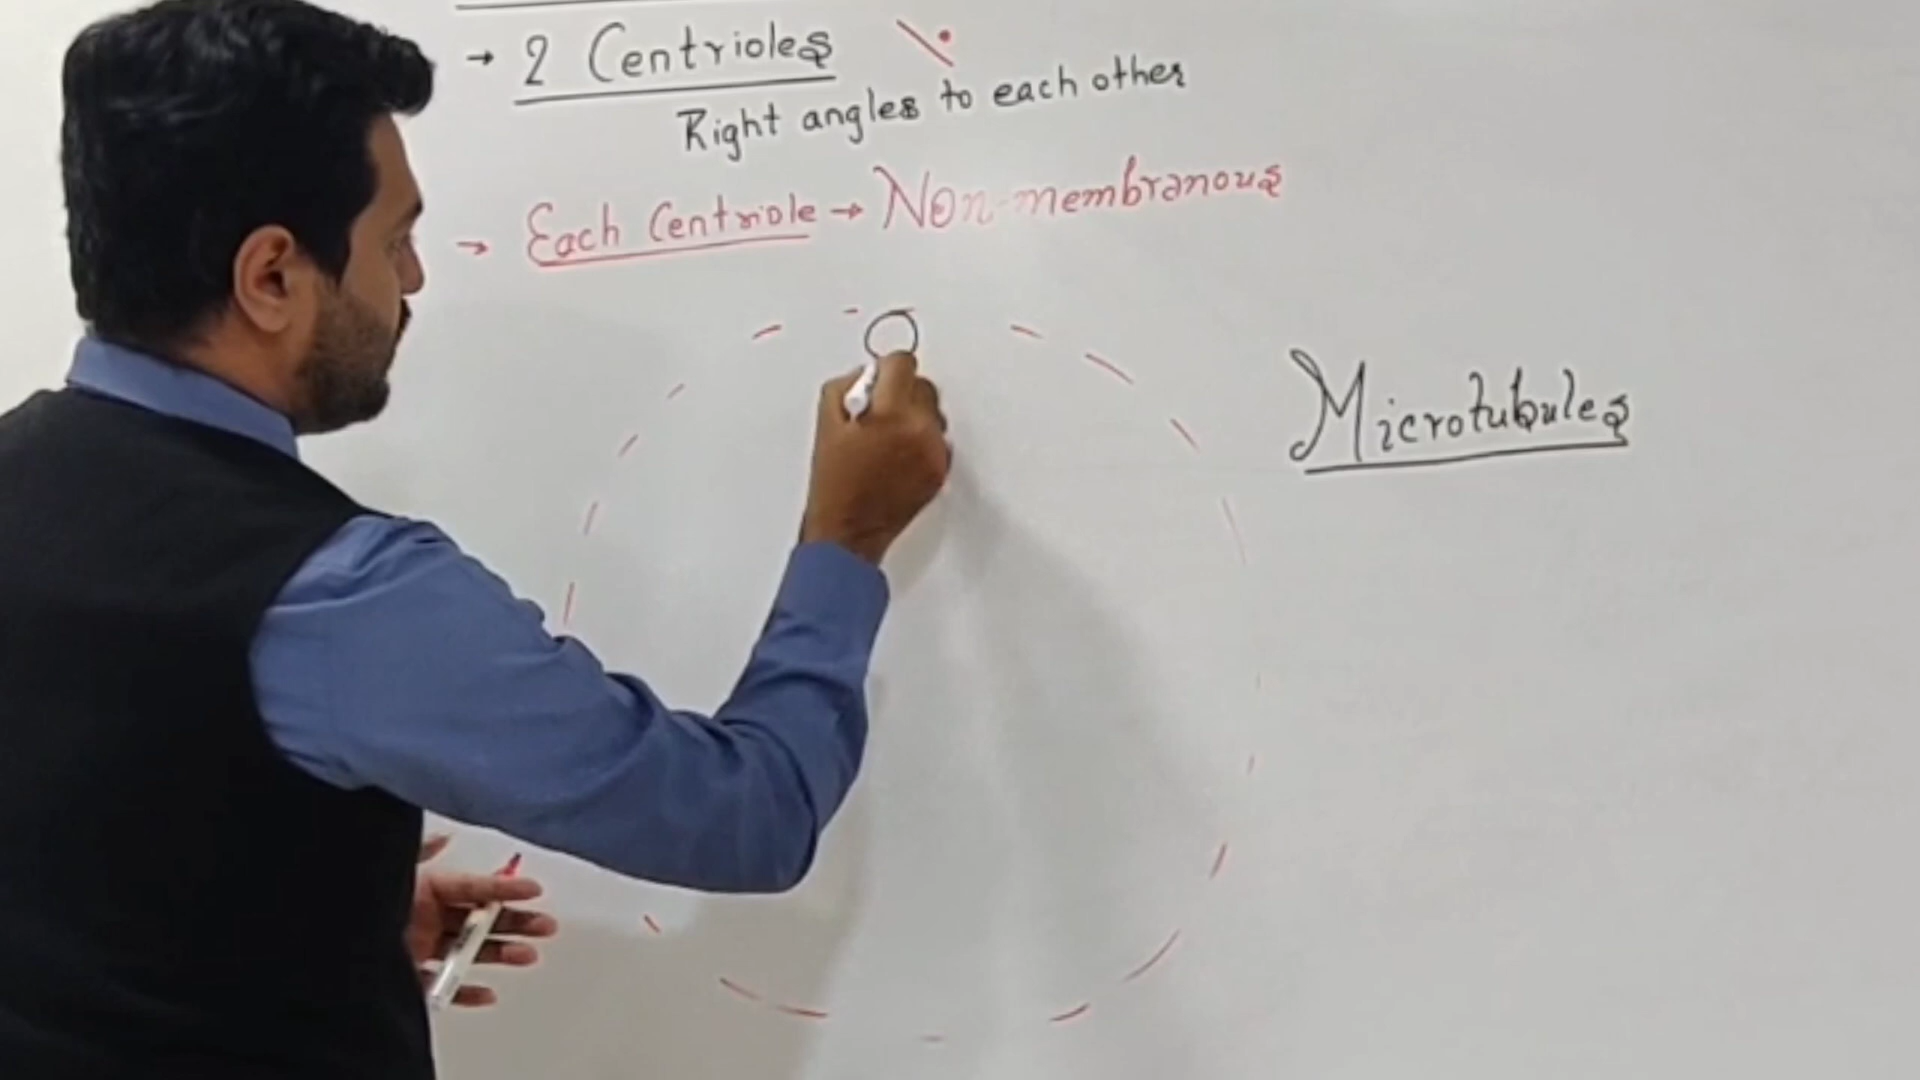 → 2 Centrioles
Right angles to each other
→ Each Centriole → Non-membranous
Microtubules